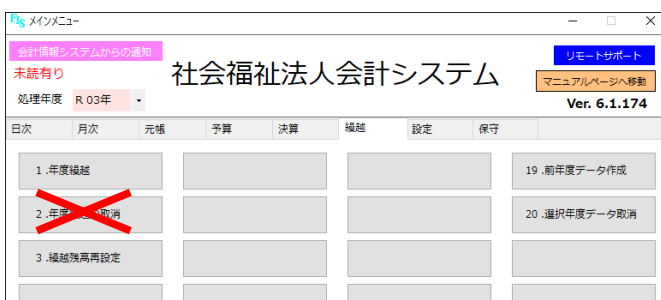 FIS メインメニュー
会計情報システムからの通知
未読有り
処理年度 R 03年
社会福祉法人会計システム
リモートサポート
マニュアルページへ移動
Ver. 6.1.174
日次 月次 元帳 予算 決算 繰越 設定 保守
1 .年度繰越
19 .前年度データ作成
2 .年度 取消
20 .選択年度データ取消
3 .繰越残高再設定